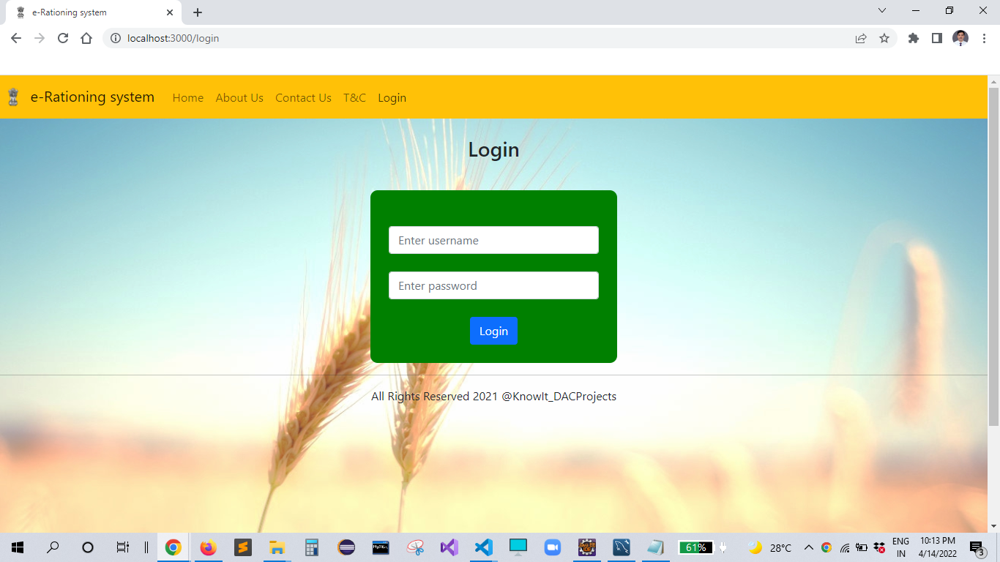 e-Rationing system
localhost:3000/login
e-Rationing system Home About Us Contact Us T&C Login
Login
Enter username
Enter password
Login
All Rights Reserved 2021 @KnowIt_DACProjects
MySQL
61% 28°C ENG 10:13 PM
IN 4/14/2022 3